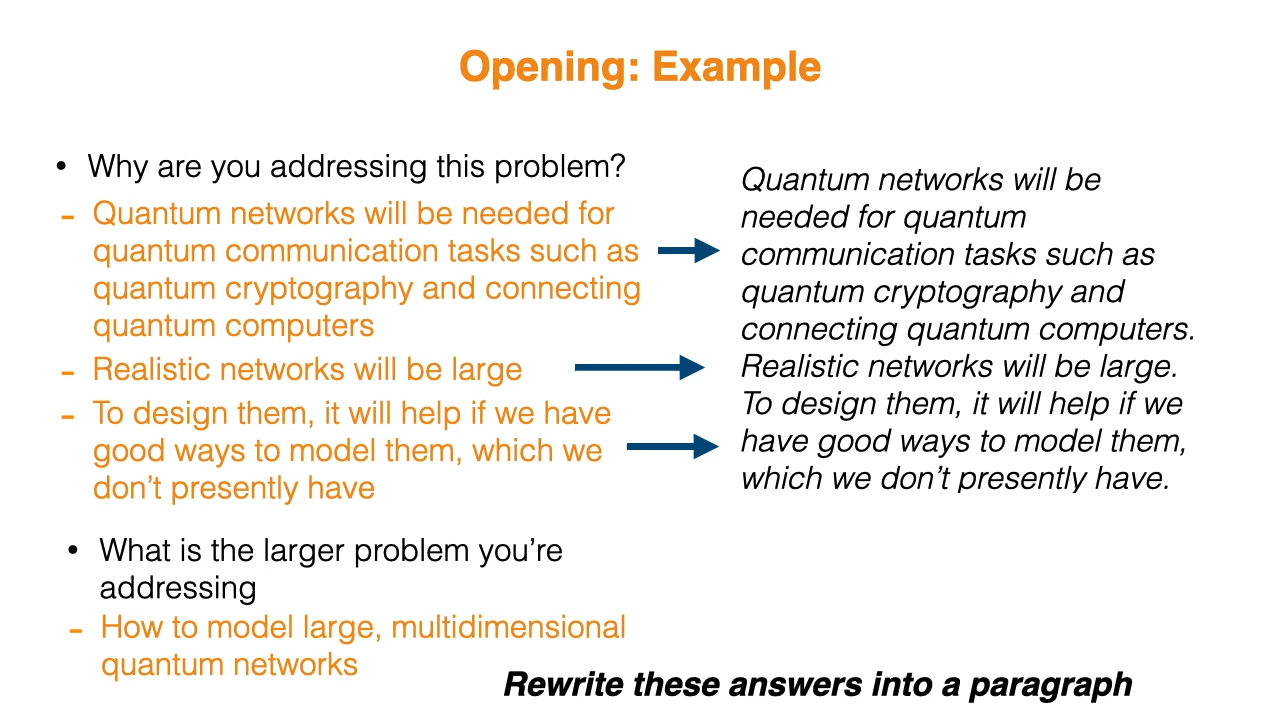 Opening: Example
• Why are you addressing this problem?
- Quantum networks will be needed for
quantum communication tasks such as
quantum cryptography and connecting
quantum computers
- Realistic networks will be large
- To design them, it will help if we have
good ways to model them, which we
don’t presently have
• What is the larger problem you’re
addressing
- How to model large, multidimensional
quantum networks
Quantum networks will be
needed for quantum
communication tasks such as
quantum cryptography and
connecting quantum computers.
Realistic networks will be large.
To design them, it will help if we
have good ways to model them,
which we don’t presently have.
Rewrite these answers into a paragraph